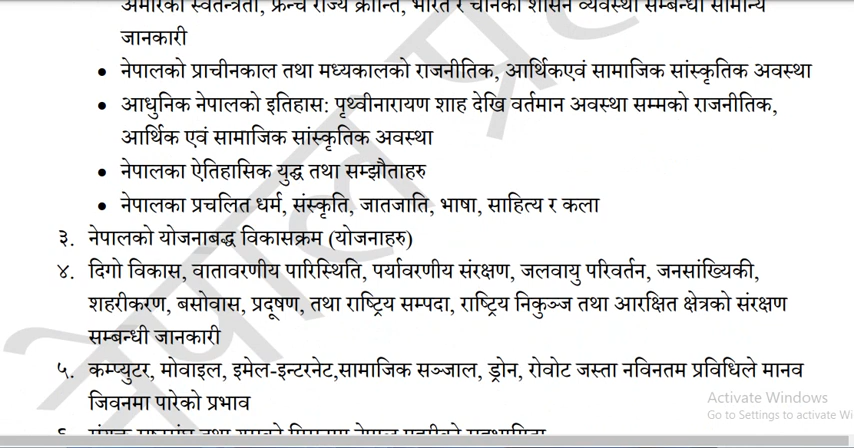 अमेरिकी स्वतन्त्रता, फ्रेन्च राज्य क्रान्ति, भारत र चीनको शासन व्यवस्था सम्बन्धी सामान्य
जानकारी
• नेपालको प्राचीनकाल तथा मध्यकालको राजनीतिक, आर्थिकएवं सामाजिक सांस्कृतिक अवस्था
• आधुनिक नेपालको इतिहास: पृथ्वीनारायण शाह देखि वर्तमान अवस्था सम्मको राजनीतिक,
आर्थिक एवं सामाजिक सांस्कृतिक अवस्था
• नेपालका ऐतिहासिक युद्ध तथा सम्झौताहरु
• नेपालका प्रचलित धर्म, संस्कृति, जातजाति, भाषा, साहित्य र कला
३. नेपालको योजनाबद्ध विकासक्रम (योजनाहरु)
४. दिगो विकास, वातावरणीय पारिस्थिति, पर्यावरणीय संरक्षण, जलवायु परिवर्तन, जनसांख्यिकी,
शहरीकरण, बसोवास, प्रदूषण, तथा राष्ट्रिय सम्पदा, राष्ट्रिय निकुञ्ज तथा आरक्षित क्षेत्रको संरक्षण
सम्बन्धी जानकारी
५. कम्प्युटर, मोवाइल, इमेल-इन्टरनेट,सामाजिक सञ्जाल, ड्रोन, रोवोट जस्ता नविनतम प्रविधिले मानव
जिवनमा पारेको प्रभाव
नेपाल
Activate Windows
Go to Settings to activate Wi